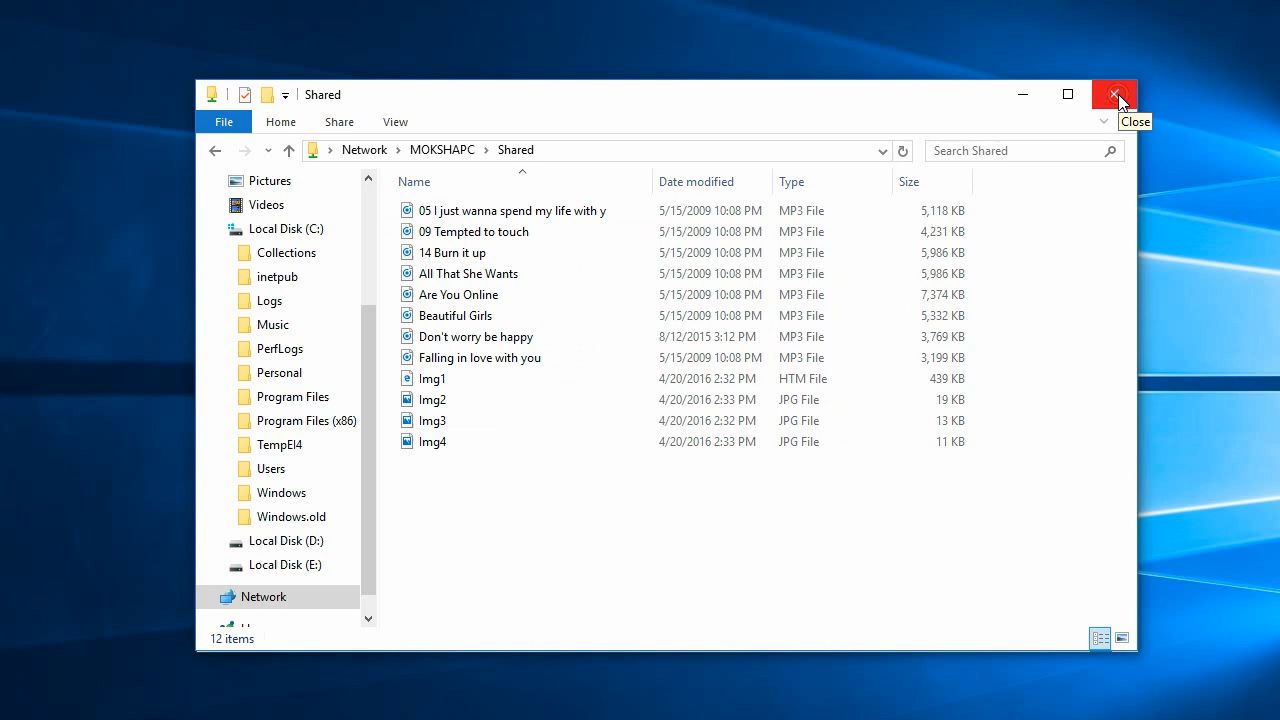 Shared
Close
File Home Share View
Network MOKSHAPC Shared
Search Shared
Name Date modified Type Size
Pictures
Videos
Local Disk (C:)
Collections
inetpub
Logs
Music
PerfLogs
Personal
Program Files
Program Files (x86)
TempEI4
Users
Windows
Windows.old
Local Disk (D:)
Local Disk (E:)
Network
05 I just wanna spend my life with y 5/15/2009 10:08 PM MP3 File 5,118 KB
09 Tempted to touch 5/15/2009 10:08 PM MP3 File 4,231 KB
14 Burn it up 5/15/2009 10:08 PM MP3 File 5,986 KB
All That She Wants 5/15/2009 10:08 PM MP3 File 5,986 KB
Are You Online 5/15/2009 10:08 PM MP3 File 7,374 KB
Beautiful Girls 5/15/2009 10:08 PM MP3 File 5,332 KB
Don't worry be happy 8/12/2015 3:12 PM MP3 File 3,769 KB
Falling in love with you 5/15/2009 10:08 PM MP3 File 3,199 KB
Img1 4/20/2016 2:32 PM HTM File 439 KB
Img2 4/20/2016 2:33 PM JPG File 19 KB
Img3 4/20/2016 2:32 PM JPG File 13 KB
Img4 4/20/2016 2:33 PM JPG File 11 KB
12 items